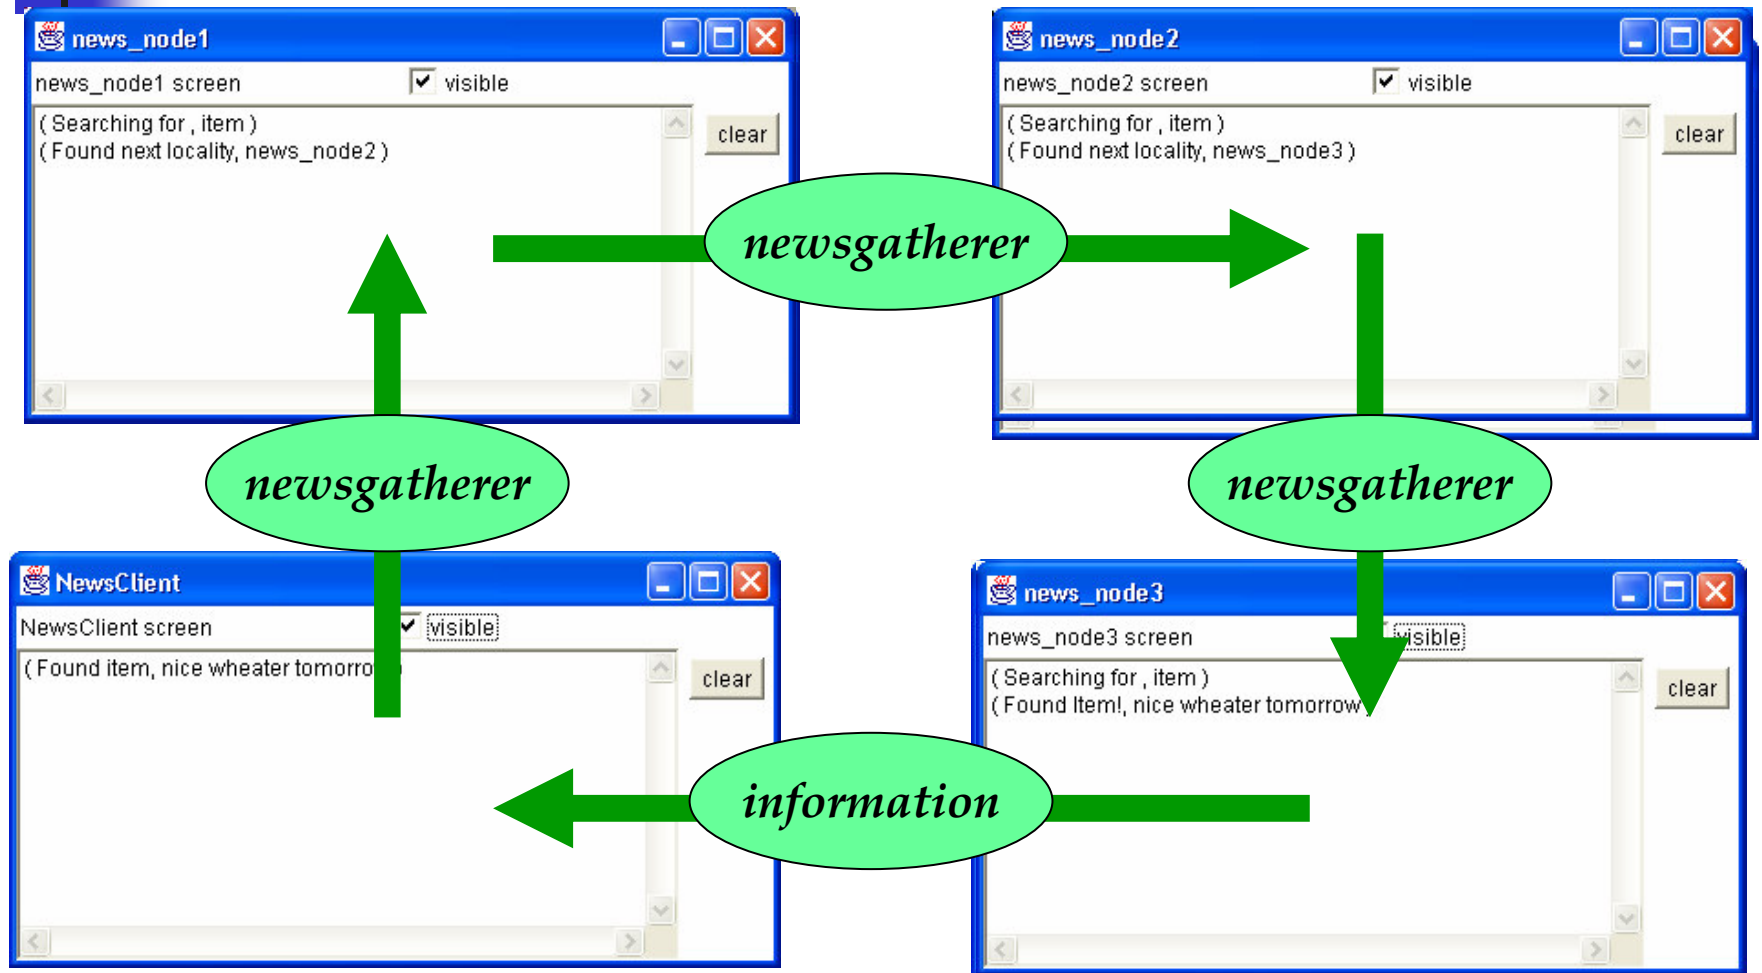 news_node1
news_node1 screen
visible
( Searching for , item )
( Found next locality, news_node2 )
clear
news_node2
news_node2 screen
visible
( Searching for , item )
( Found next locality, news_node3 )
clear
newsgatherer
newsgatherer
newsgatherer
NewsClient
NewsClient screen
visible
( Found item, nice wheater tomorrow )
clear
news_node3
news_node3 screen
visible
( Searching for , item )
( Found Item!, nice wheater tomorrow )
clear
information